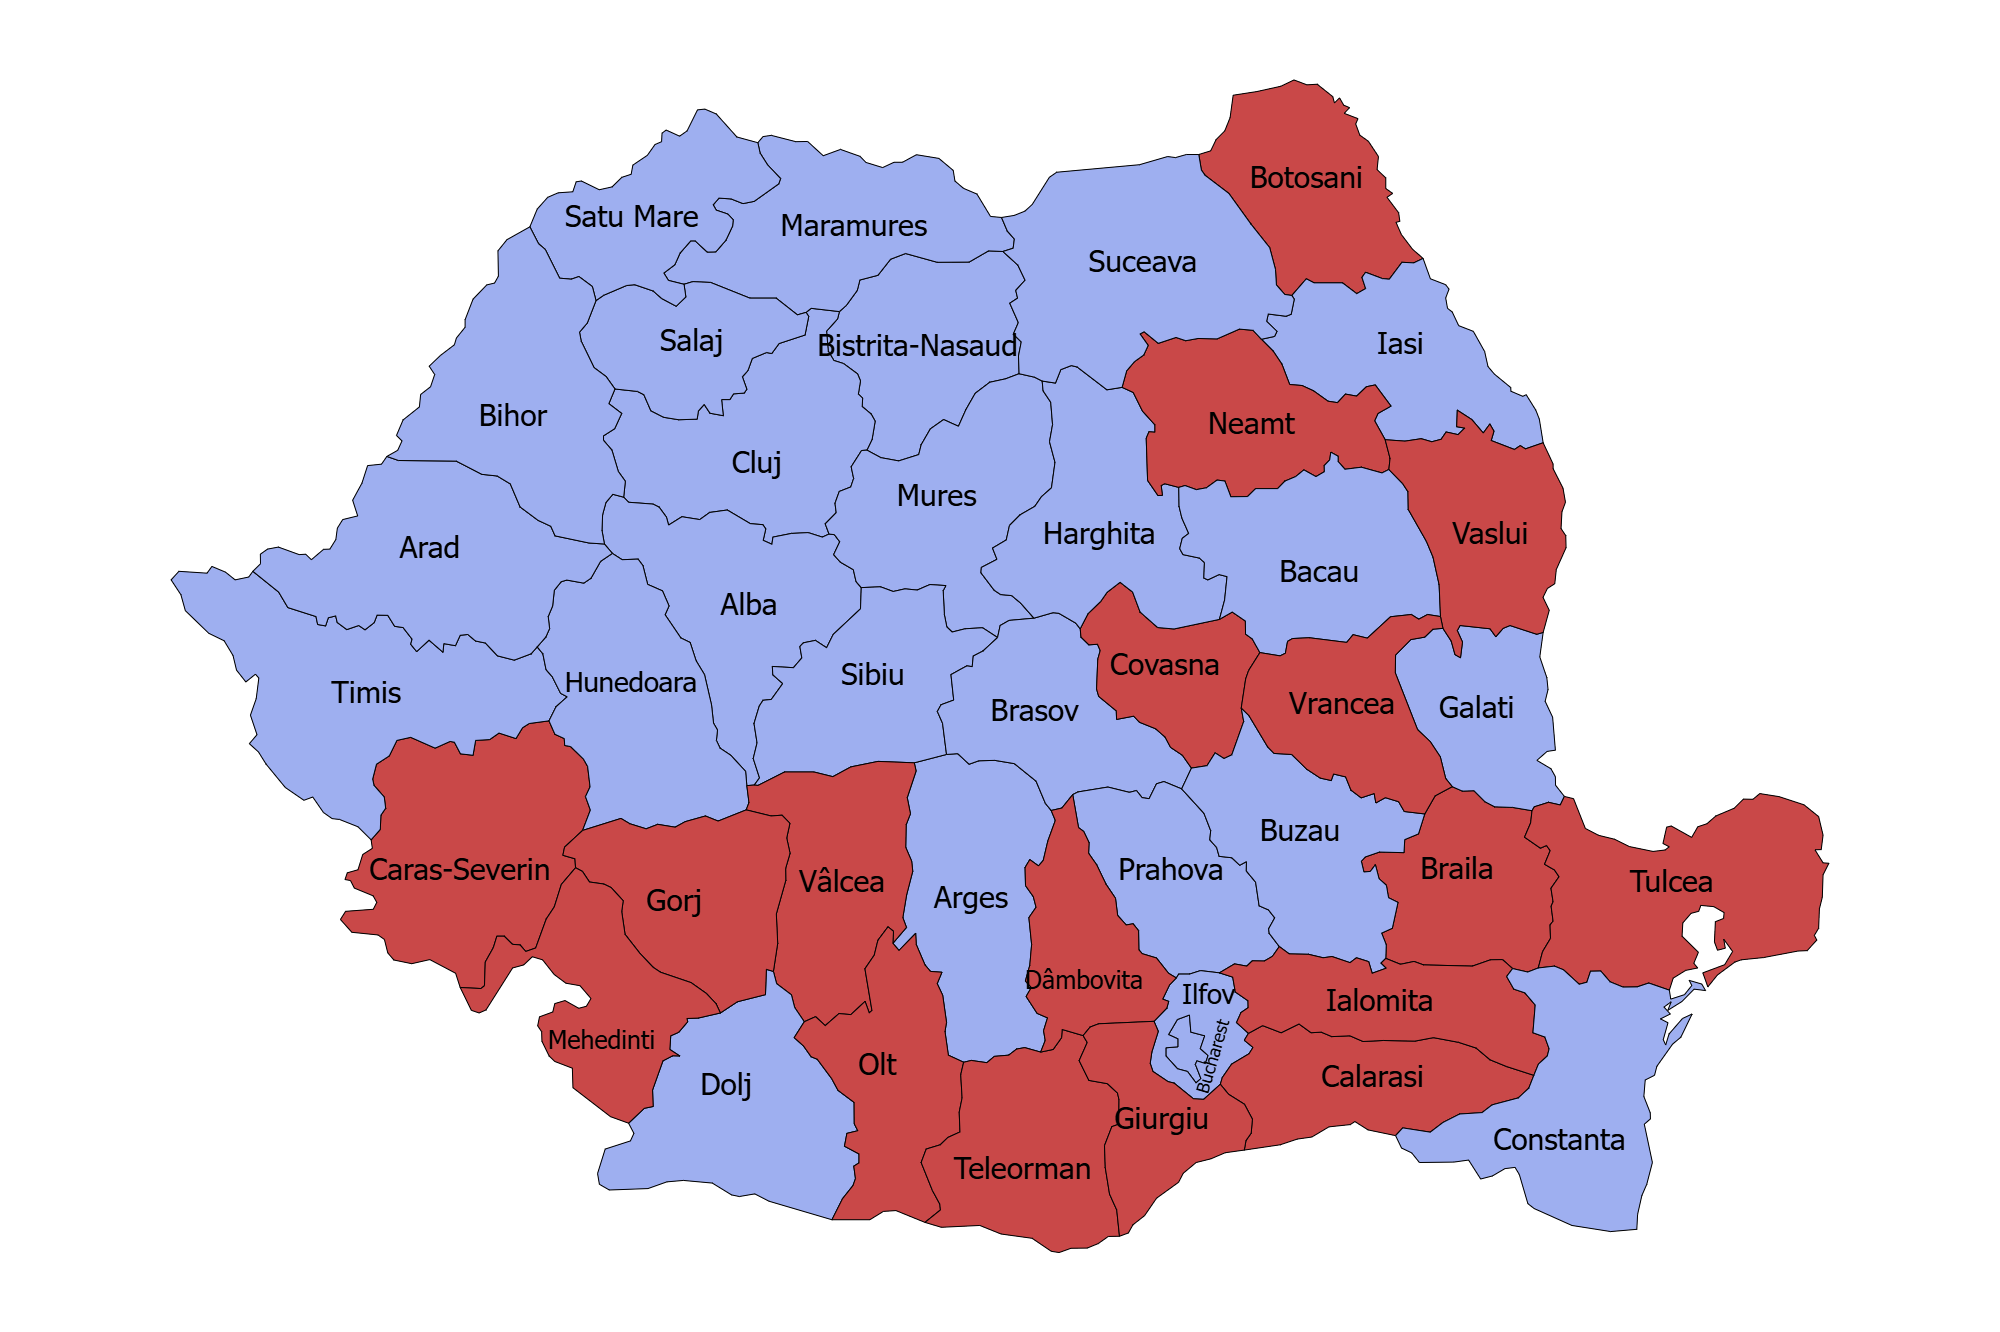 Botosani
Satu Mare
Maramures
Suceava
Salaj
Bistrita-Nasaud
Iasi
Bihor
Neamt
Cluj
Mures
Arad
Harghita
Vaslui
Bacau
Alba
Timis
Hunedoara
Sibiu
Covasna
Brasov
Vrancea
Galati
Caras-Severin
Gorj
Vâlcea
Arges
Prahova
Buzau
Braila
Tulcea
Dâmbovita
Ilfov
Ialomita
Mehedinti
Bucharest
Dolj
Olt
Calarasi
Giurgiu
Teleorman
Constanta